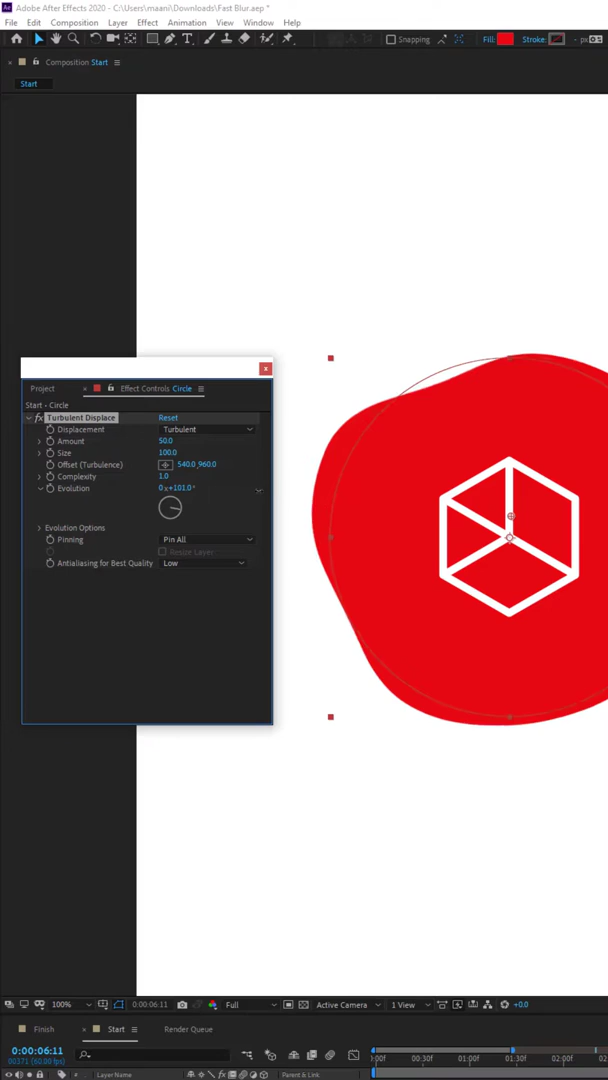 Ae Adobe After Effects 2020 - C:\Users\maani\Downloads\Fast Blur.aep *
File Edit Composition Layer Effect Animation View Window Help
Snapping Fill: Stroke: - px
Composition Start
Start
Project Effect Controls Circle
Start • Circle
fx Turbulent Displace Reset
Displacement Turbulent
Amount 50.0
Size 100.0
Offset (Turbulence) 540.0,960.0
Complexity 1.0
Evolution 0x+101.0°
Evolution Options
Pinning Pin All
Resize Layer
Antialiasing for Best Quality Low
100% 0:00:06:11 Full Active Camera 1 View +0.0
Finish Start Render Queue
0:00:06:11
00371 (60.00 fps)
:00f 00:30f 01:00f 01:30f 02:00f
# Layer Name Parent & Link